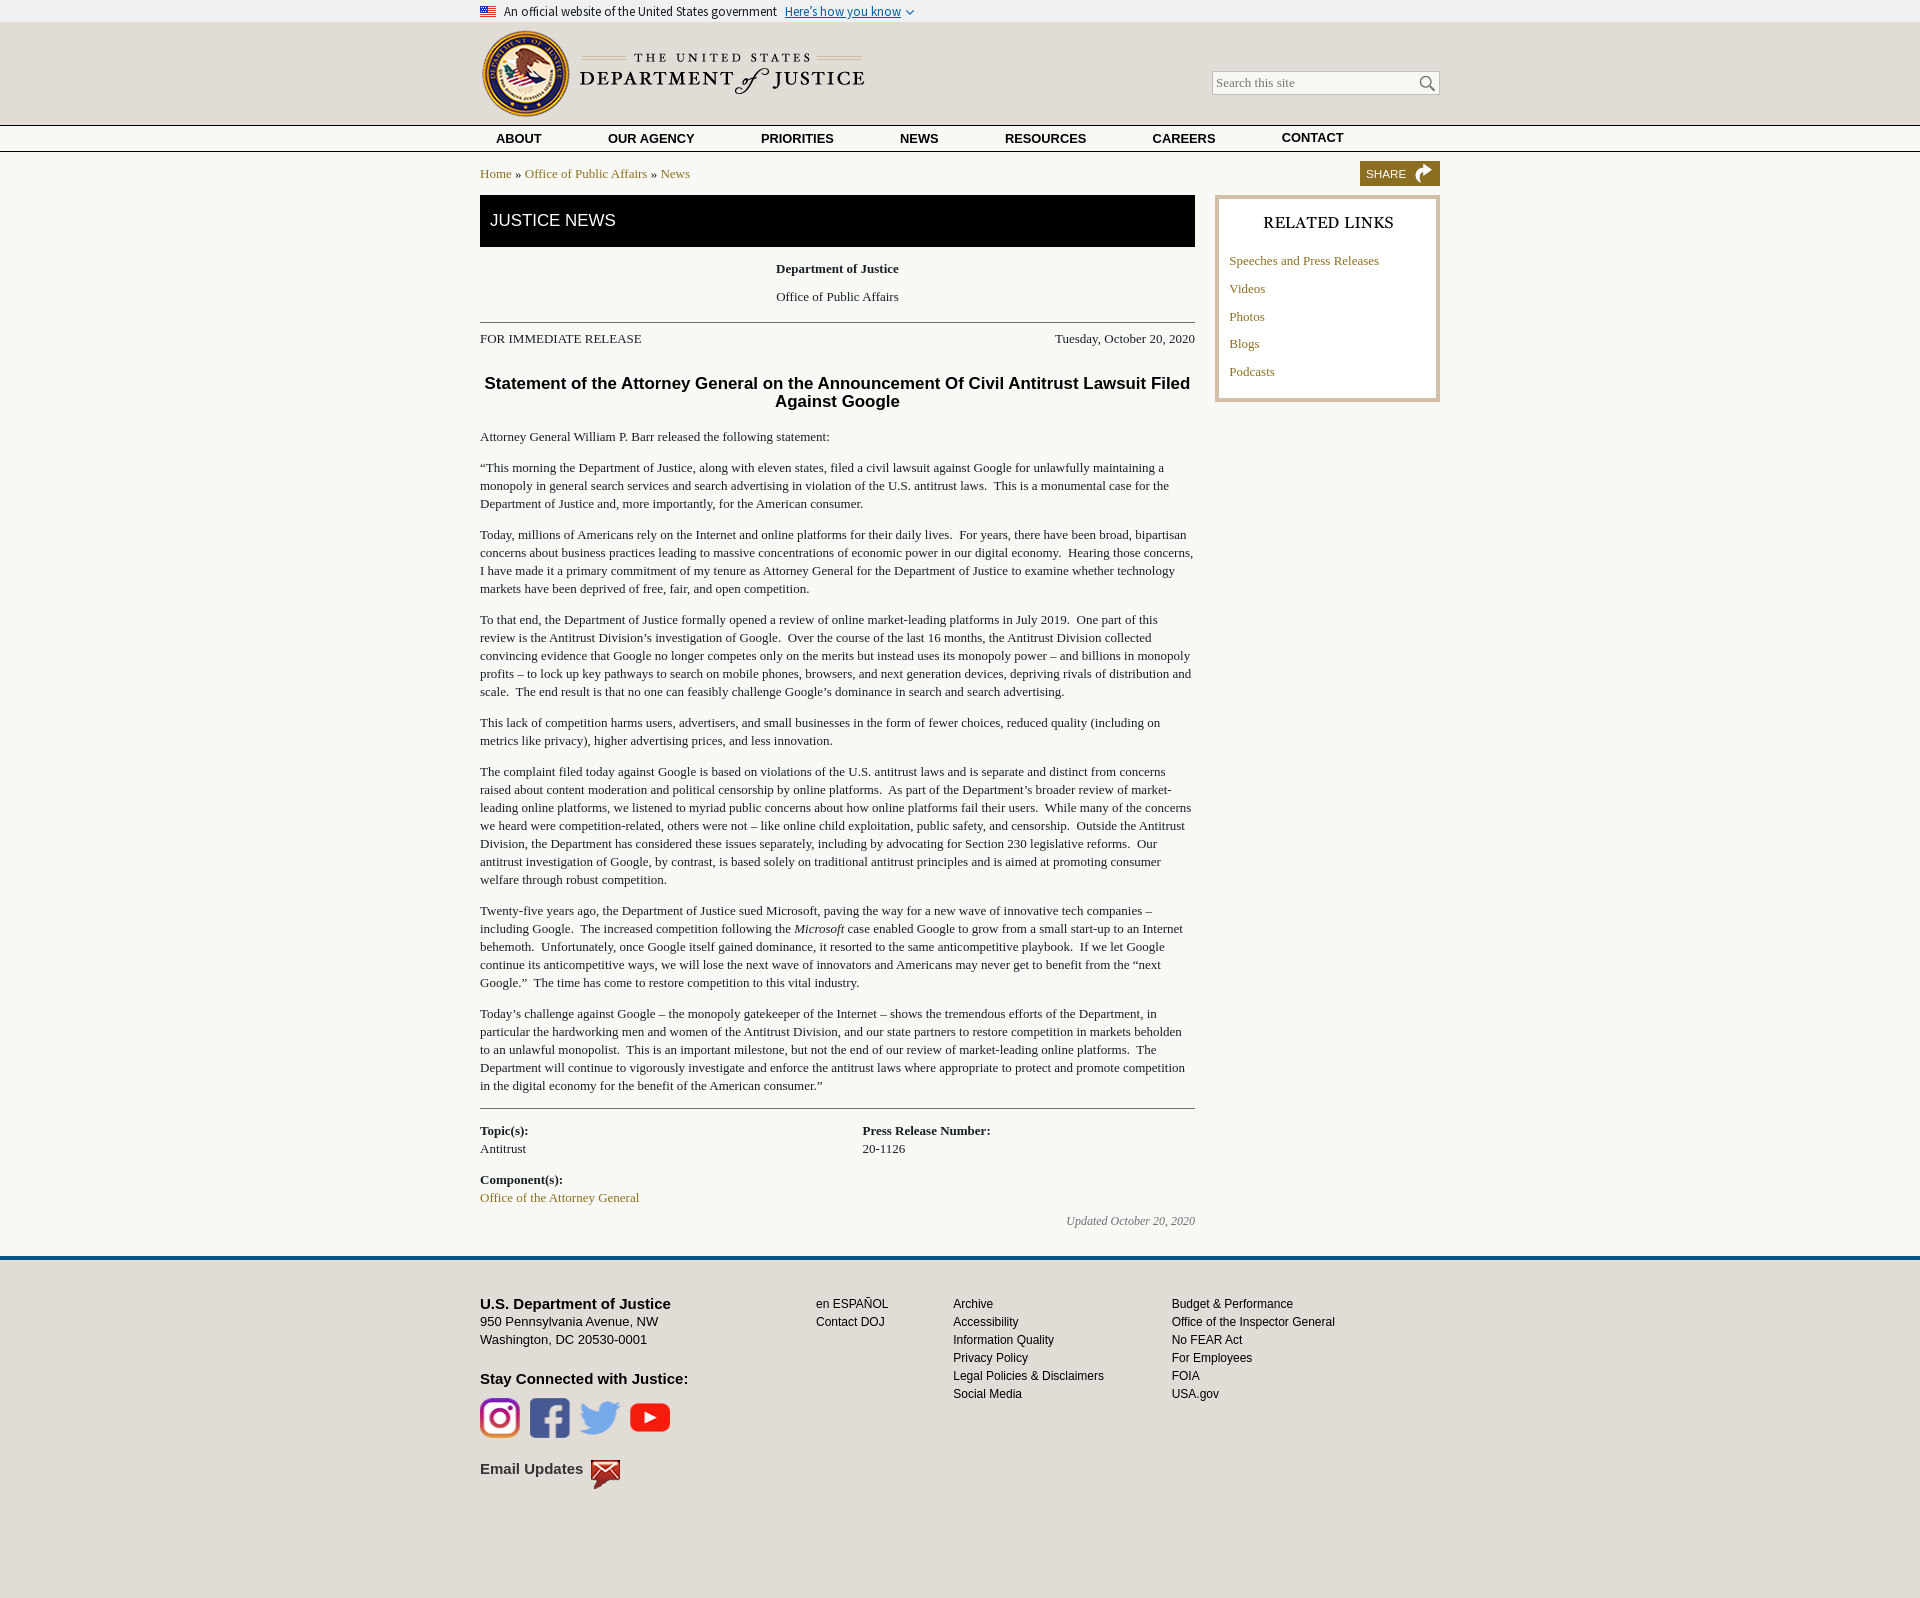 An official website of the United States government Here’s how you know
THE UNITED STATES
DEPARTMENT of JUSTICE
Search this site
ABOUT OUR AGENCY PRIORITIES NEWS RESOURCES CAREERS CONTACT
Home » Office of Public Affairs » News
SHARE
JUSTICE NEWS
Department of Justice
Office of Public Affairs
FOR IMMEDIATE RELEASE Tuesday, October 20, 2020
Statement of the Attorney General on the Announcement Of Civil Antitrust Lawsuit Filed
Against Google
Attorney General William P. Barr released the following statement:
“This morning the Department of Justice, along with eleven states, filed a civil lawsuit against Google for unlawfully maintaining a
monopoly in general search services and search advertising in violation of the U.S. antitrust laws.  This is a monumental case for the
Department of Justice and, more importantly, for the American consumer.
Today, millions of Americans rely on the Internet and online platforms for their daily lives.  For years, there have been broad, bipartisan
concerns about business practices leading to massive concentrations of economic power in our digital economy.  Hearing those concerns,
I have made it a primary commitment of my tenure as Attorney General for the Department of Justice to examine whether technology
markets have been deprived of free, fair, and open competition.
To that end, the Department of Justice formally opened a review of online market-leading platforms in July 2019.  One part of this
review is the Antitrust Division’s investigation of Google.  Over the course of the last 16 months, the Antitrust Division collected
convincing evidence that Google no longer competes only on the merits but instead uses its monopoly power – and billions in monopoly
profits – to lock up key pathways to search on mobile phones, browsers, and next generation devices, depriving rivals of distribution and
scale.  The end result is that no one can feasibly challenge Google’s dominance in search and search advertising.
This lack of competition harms users, advertisers, and small businesses in the form of fewer choices, reduced quality (including on
metrics like privacy), higher advertising prices, and less innovation.
The complaint filed today against Google is based on violations of the U.S. antitrust laws and is separate and distinct from concerns
raised about content moderation and political censorship by online platforms.  As part of the Department’s broader review of market-
leading online platforms, we listened to myriad public concerns about how online platforms fail their users.  While many of the concerns
we heard were competition-related, others were not – like online child exploitation, public safety, and censorship.  Outside the Antitrust
Division, the Department has considered these issues separately, including by advocating for Section 230 legislative reforms.  Our
antitrust investigation of Google, by contrast, is based solely on traditional antitrust principles and is aimed at promoting consumer
welfare through robust competition.
Twenty-five years ago, the Department of Justice sued Microsoft, paving the way for a new wave of innovative tech companies –
including Google.  The increased competition following the Microsoft case enabled Google to grow from a small start-up to an Internet
behemoth.  Unfortunately, once Google itself gained dominance, it resorted to the same anticompetitive playbook.  If we let Google
continue its anticompetitive ways, we will lose the next wave of innovators and Americans may never get to benefit from the “next
Google.”  The time has come to restore competition to this vital industry.
Today’s challenge against Google – the monopoly gatekeeper of the Internet – shows the tremendous efforts of the Department, in
particular the hardworking men and women of the Antitrust Division, and our state partners to restore competition in markets beholden
to an unlawful monopolist.  This is an important milestone, but not the end of our review of market-leading online platforms.  The
Department will continue to vigorously investigate and enforce the antitrust laws where appropriate to protect and promote competition
in the digital economy for the benefit of the American consumer.”
Topic(s):
Antitrust
Press Release Number:
20-1126
Component(s):
Office of the Attorney General
Updated October 20, 2020
RELATED LINKS
Speeches and Press Releases
Videos
Photos
Blogs
Podcasts
U.S. Department of Justice
950 Pennsylvania Avenue, NW
Washington, DC 20530-0001
Stay Connected with Justice:
Email Updates
en ESPAÑOL
Contact DOJ
Archive
Accessibility
Information Quality
Privacy Policy
Legal Policies & Disclaimers
Social Media
Budget & Performance
Office of the Inspector General
No FEAR Act
For Employees
FOIA
USA.gov